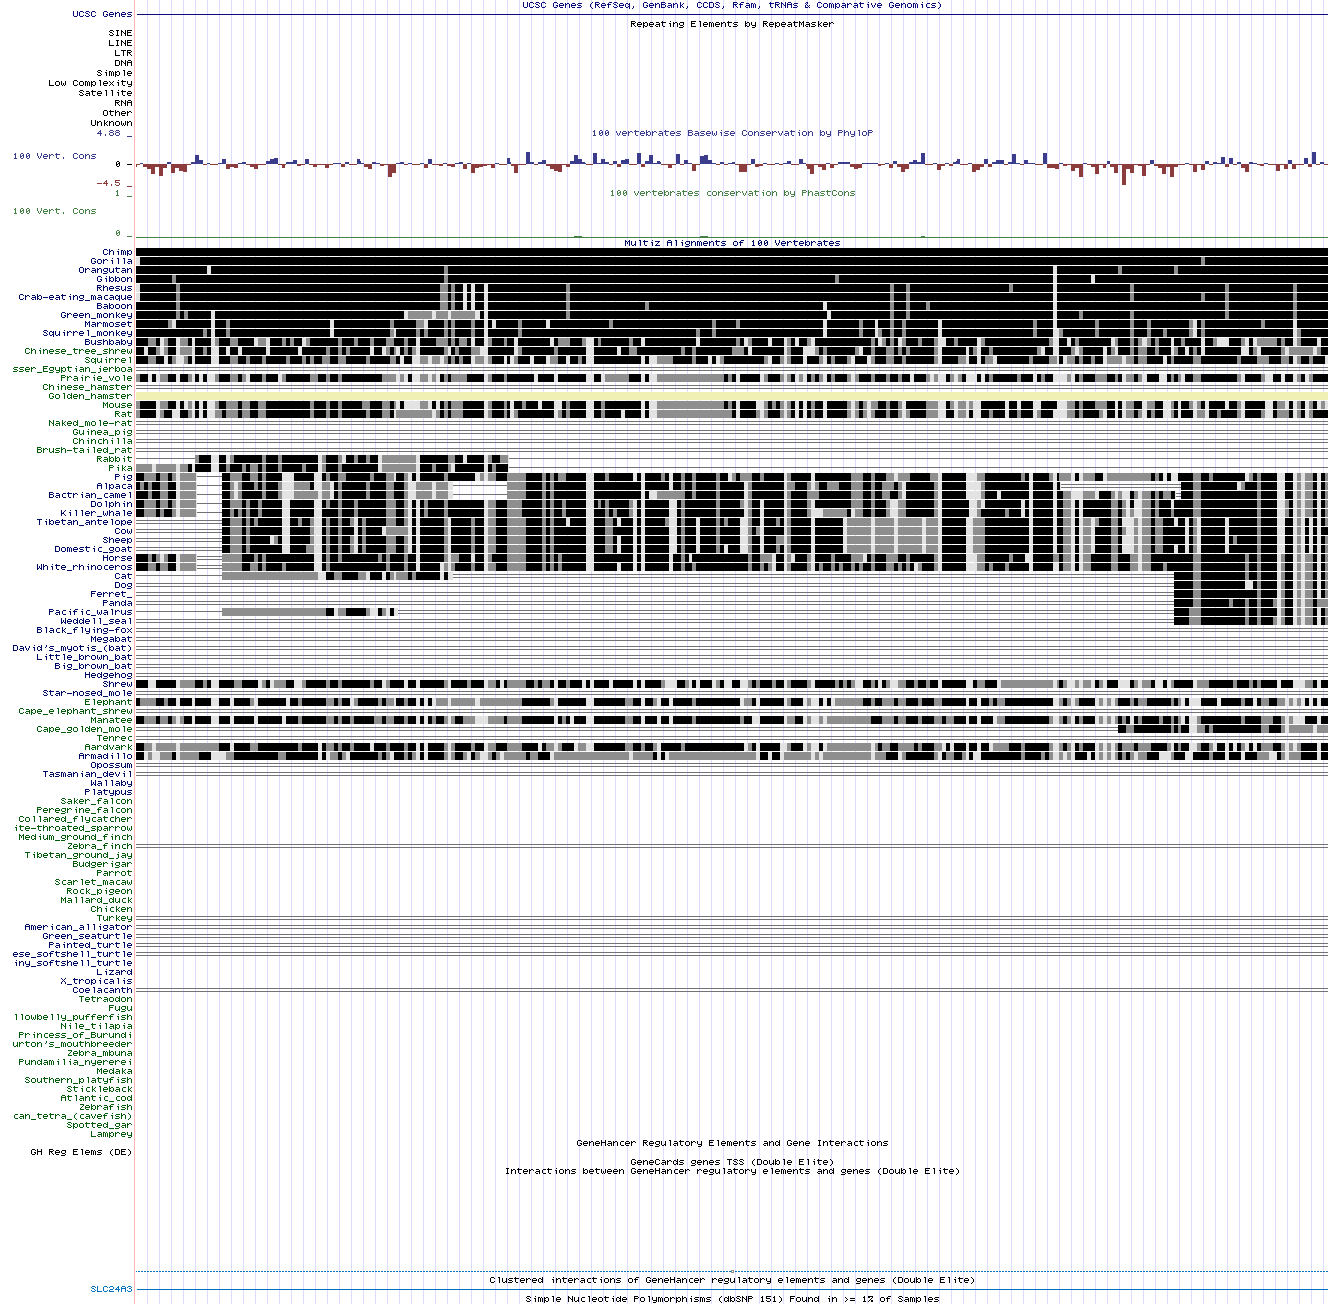 UCSC Genes (RefSeq, GenBank, CCDS, Rfam, tRNAs & Comparative Genomics)
UCSC Genes
Repeating Elements by RepeatMasker
SINE
LINE
LTR
DNA
Simple
Low Complexity
Satellite
RNA
Other
Unknown
4.88 _
100 vertebrates Basewise Conservation by PhyloP
100 Vert. Cons
0 -
-4.5 _
1 _
100 vertebrates conservation by PhastCons
100 Vert. Cons
0 _
Multiz Alignments of 100 Vertebrates
Chimp
Gorilla
Orangutan
Gibbon
Rhesus
Crab-eating_macaque
Baboon
Green_monkey
Marmoset
Squirrel_monkey
Bushbaby
Chinese_tree_shrew
Squirrel
sser_Egyptian_jerboa
Prairie_vole
Chinese_hamster
Golden_hamster
Mouse
Rat
Naked_mole-rat
Guinea_pig
Chinchilla
Brush-tailed_rat
Rabbit
Pika
Pig
Alpaca
Bactrian_camel
Dolphin
Killer_whale
Tibetan_antelope
Cow
Sheep
Domestic_goat
Horse
White_rhinoceros
Cat
Dog
Ferret_
Panda
Pacific_walrus
Weddell_seal
Black_flying-fox
Megabat
David's_myotis_(bat)
Little_brown_bat
Big_brown_bat
Hedgehog
Shrew
Star-nosed_mole
Elephant
Cape_elephant_shrew
Manatee
Cape_golden_mole
Tenrec
Aardvark
Armadillo
Opossum
Tasmanian_devil
Wallaby
Platypus
Saker_falcon
Peregrine_falcon
Collared_flycatcher
ite-throated_sparrow
Medium_ground_finch
Zebra_finch
Tibetan_ground_jay
Budgerigar
Parrot
Scarlet_macaw
Rock_pigeon
Mallard_duck
Chicken
Turkey
American_alligator
Green_seaturtle
Painted_turtle
ese_softshell_turtle
iny_softshell_turtle
Lizard
X_tropicalis
Coelacanth
Tetraodon
Fugu
llowbelly_pufferfish
Nile_tilapia
Princess_of_Burundi
urton's_mouthbreeder
Zebra_mbuna
Pundamilia_nyererei
Medaka
Southern_platyfish
Stickleback
Atlantic_cod
Zebrafish
can_tetra_(cavefish)
Spotted_gar
Lamprey
GeneHancer Regulatory Elements and Gene Interactions
GH Reg Elems (DE)
GeneCards genes TSS (Double Elite)
Interactions between GeneHancer regulatory elements and genes (Double Elite)
Clustered interactions of GeneHancer regulatory elements and genes (Double Elite)
SLC24A3
Simple Nucleotide Polymorphisms (dbSNP 151) Found in >= 1% of Samples